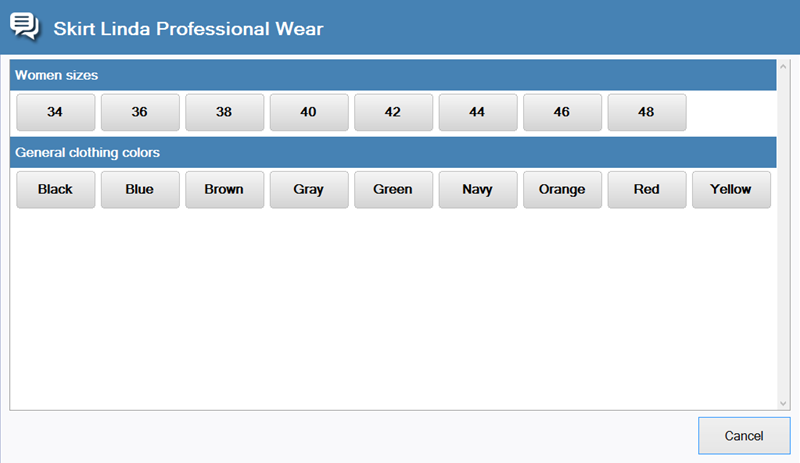 Skirt Linda Professional Wear
Women sizes
34 36 38 40 42 44 46 48
General clothing colors
Black Blue Brown Gray Green Navy Orange Red Yellow
Cancel